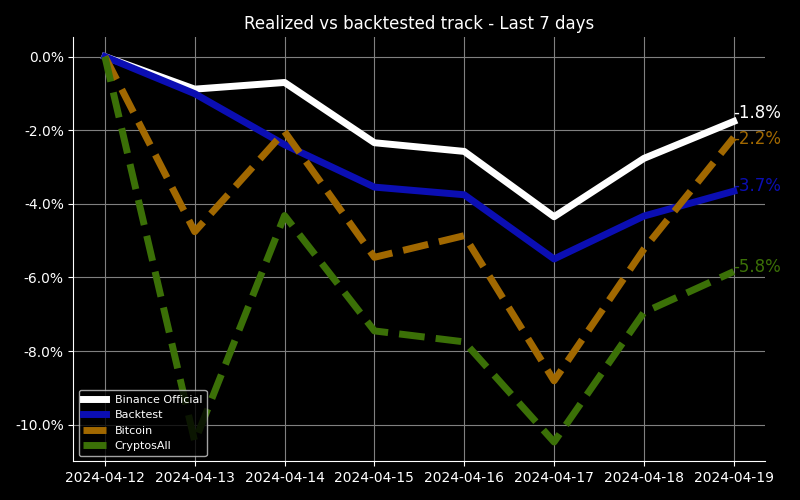 Realized vs backtested track - Last 7 days
0.0%
-2.0%
-4.0%
-6.0%
-8.0%
-10.0%
-1.8%
-2.2%
-3.7%
-5.8%
Binance Official
Backtest
Bitcoin
CryptosAll
2024-04-12 2024-04-13 2024-04-14 2024-04-15 2024-04-16 2024-04-17 2024-04-18 2024-04-19